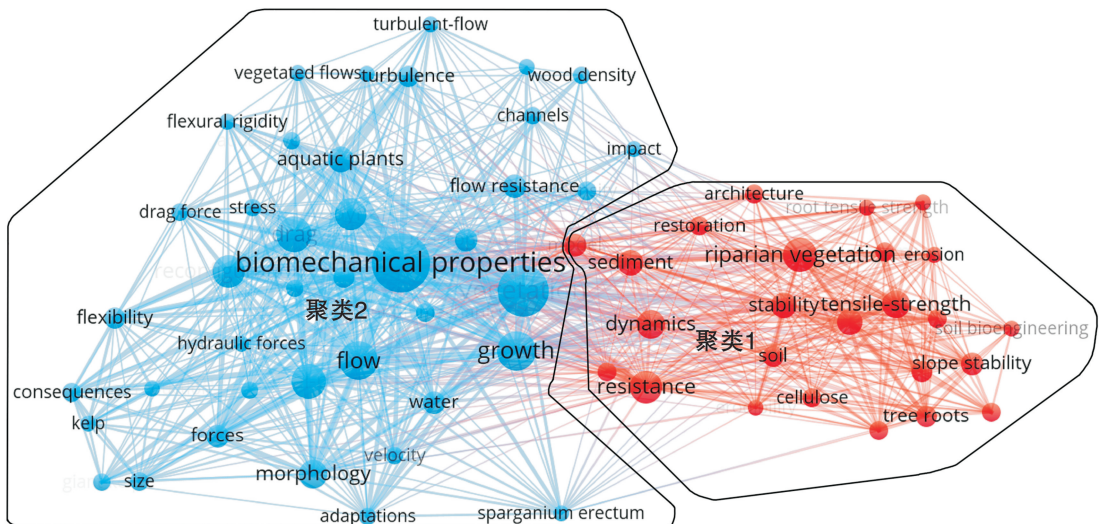 turbulent-flow
vegetated flows
turbulence
wood density
flexural rigidity
channels
aquatic plants
impact
flow resistance
architecture
drag force
stress
root tensile strength
restoration
drag
biomechanical properties
sediment
riparian vegetation
erosion
flexibility
聚类2
stability
tensile-strength
dynamics
聚类1
soil bioengineering
hydraulic forces
flow
growth
soil
slope stability
consequences
resistance
cellulose
kelp
water
tree roots
forces
velocity
size
morphology
adaptations
sparganium erectum